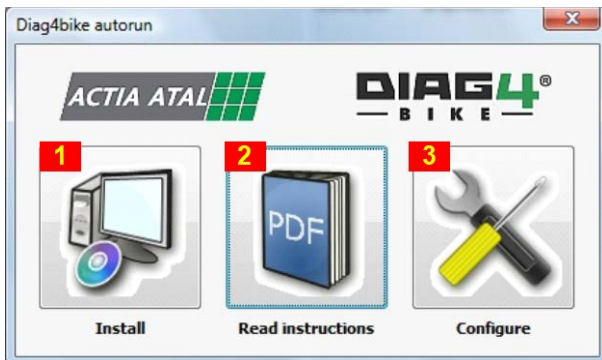 Diag4bike autorun
ACTIA ATAL
DIAG4®
BIKE
1
2
3
PDF
Install
Read instructions
Configure